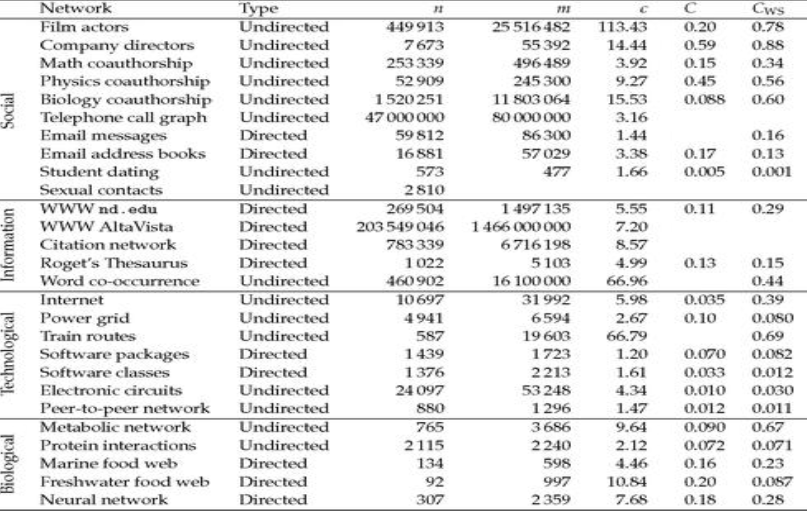 Network Type n m c C C_WS
Social
Film actors Undirected 449 913 25 516 482 113.43 0.20 0.78
Company directors Undirected 7 673 55 392 14.44 0.59 0.88
Math coauthorship Undirected 253 339 496 489 3.92 0.15 0.34
Physics coauthorship Undirected 52 909 245 300 9.27 0.45 0.56
Biology coauthorship Undirected 1 520 251 11 803 064 15.53 0.088 0.60
Telephone call graph Undirected 47 000 000 80 000 000 3.16
Email messages Directed 59 812 86 300 1.44 0.16
Email address books Directed 16 881 57 029 3.38 0.17 0.13
Student dating Undirected 573 477 1.66 0.005 0.001
Sexual contacts Undirected 2 810
Information
WWW nd.edu Directed 269 504 1 497 135 5.55 0.11 0.29
WWW AltaVista Directed 203 549 046 1 466 000 000 7.20
Citation network Directed 783 339 6 716 198 8.57
Roget's Thesaurus Directed 1 022 5 103 4.99 0.13 0.15
Word co-occurrence Undirected 460 902 16 100 000 66.96 0.44
Technological
Internet Undirected 10 697 31 992 5.98 0.035 0.39
Power grid Undirected 4 941 6 594 2.67 0.10 0.080
Train routes Undirected 587 19 603 66.79 0.69
Software packages Directed 1 439 1 723 1.20 0.070 0.082
Software classes Directed 1 376 2 213 1.61 0.033 0.012
Electronic circuits Undirected 24 097 53 248 4.34 0.010 0.030
Peer-to-peer network Undirected 880 1 296 1.47 0.012 0.011
Biological
Metabolic network Undirected 765 3 686 9.64 0.090 0.67
Protein interactions Undirected 2 115 2 240 2.12 0.072 0.071
Marine food web Directed 134 598 4.46 0.16 0.23
Freshwater food web Directed 92 997 10.84 0.20 0.087
Neural network Directed 307 2 359 7.68 0.18 0.28